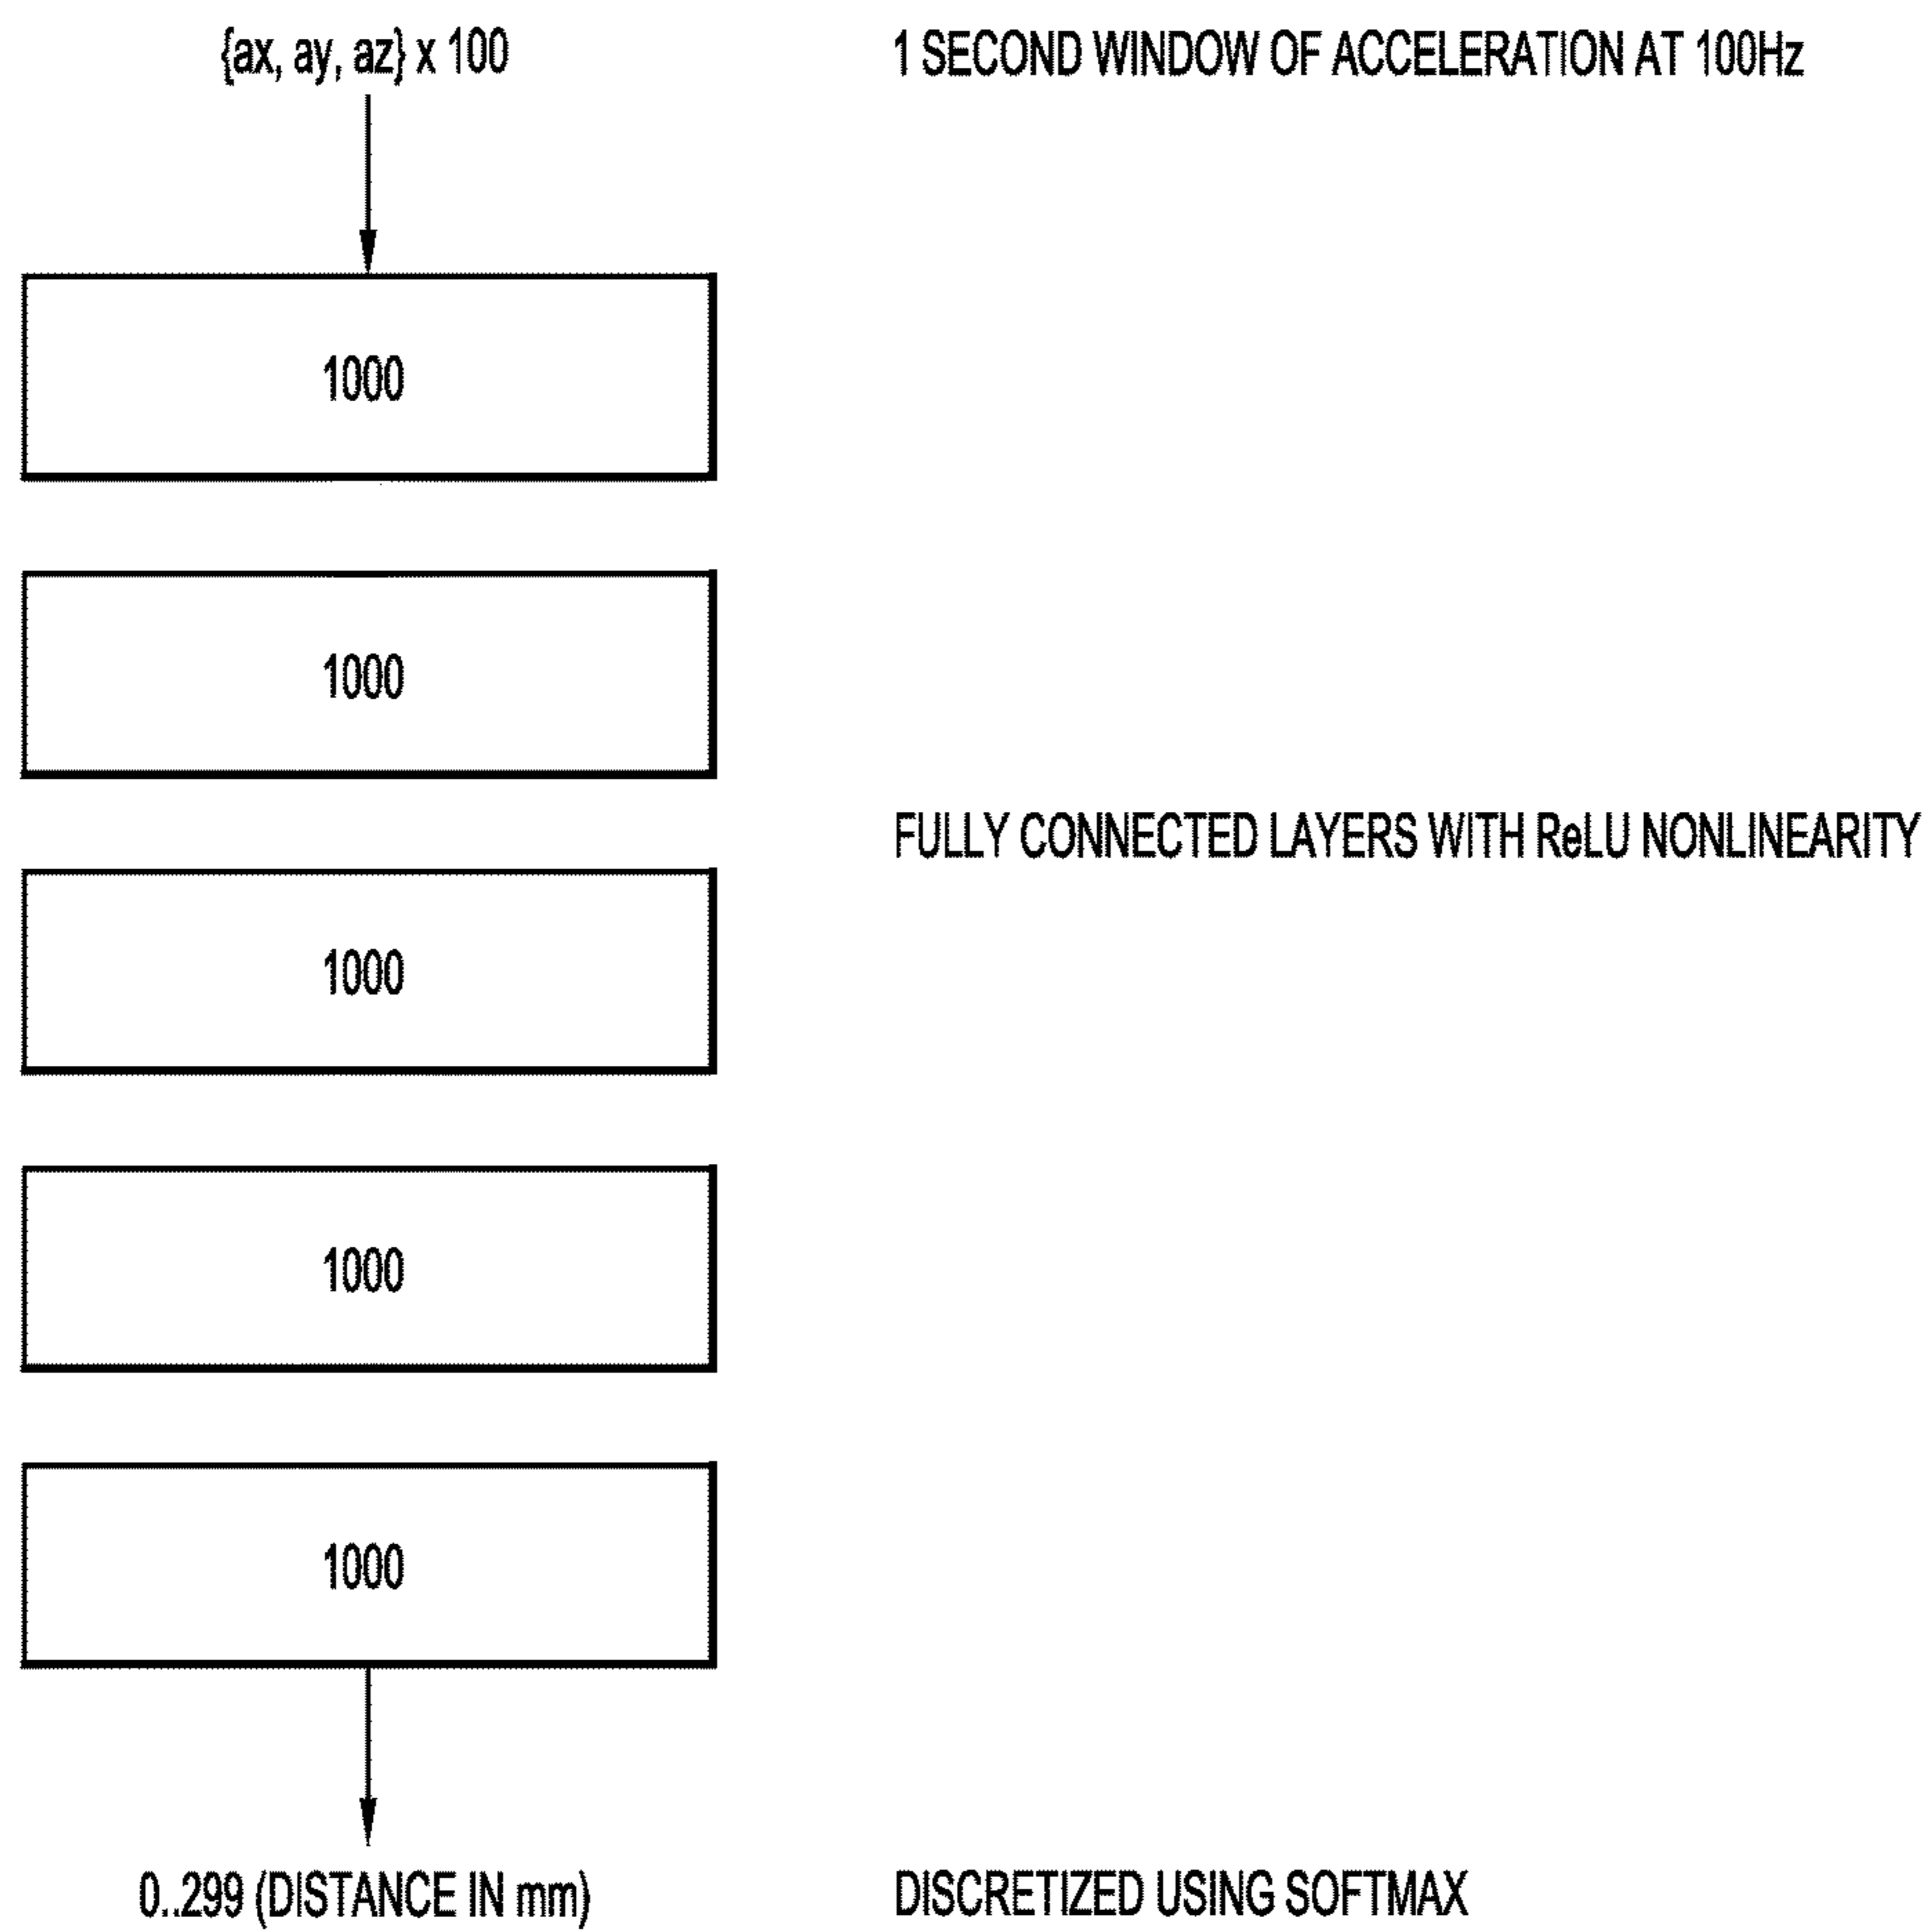 {ax, ay, az} x 100
1 SECOND WINDOW OF ACCELERATION AT 100Hz
1000
1000
FULLY CONNECTED LAYERS WITH ReLU NONLINEARITY
1000
1000
1000
0..299 (DISTANCE IN mm)
DISCRETIZED USING SOFTMAX